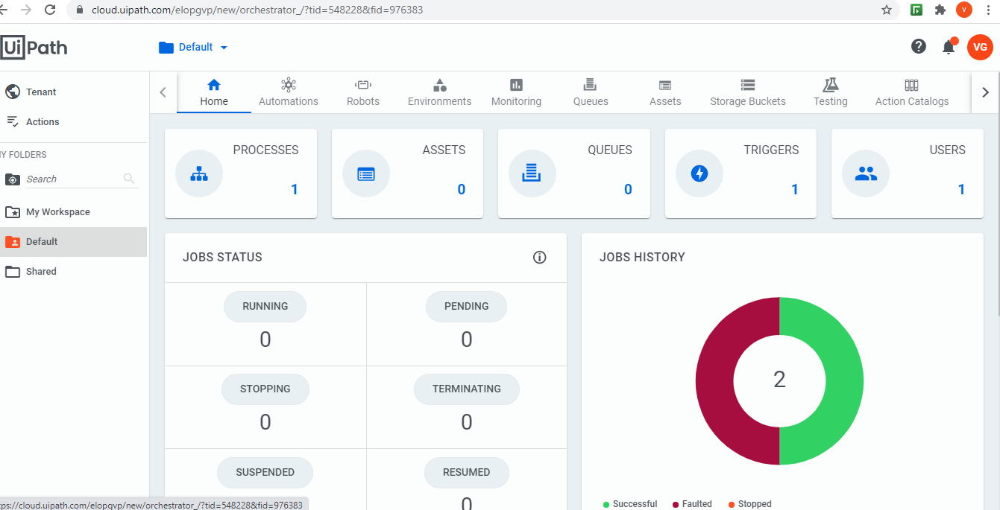 cloud.uipath.com/elopgvp/new/orchestrator_/?tid=548228&fid=976383
V
UiPath
Default
VG
Tenant
Actions
Y FOLDERS
Search
My Workspace
Default
Shared
Home
Automations
Robots
Environments
Monitoring
Queues
Assets
Storage Buckets
Testing
Action Catalogs
PROCESSES
1
ASSETS
0
QUEUES
0
TRIGGERS
1
USERS
1
JOBS STATUS
RUNNING
0
PENDING
0
STOPPING
0
TERMINATING
0
SUSPENDED
RESUMED
0
JOBS HISTORY
2
Successful
Faulted
Stopped
tps://cloud.uipath.com/elopgvp/new/orchestrator_/?tid=548228&fid=976383